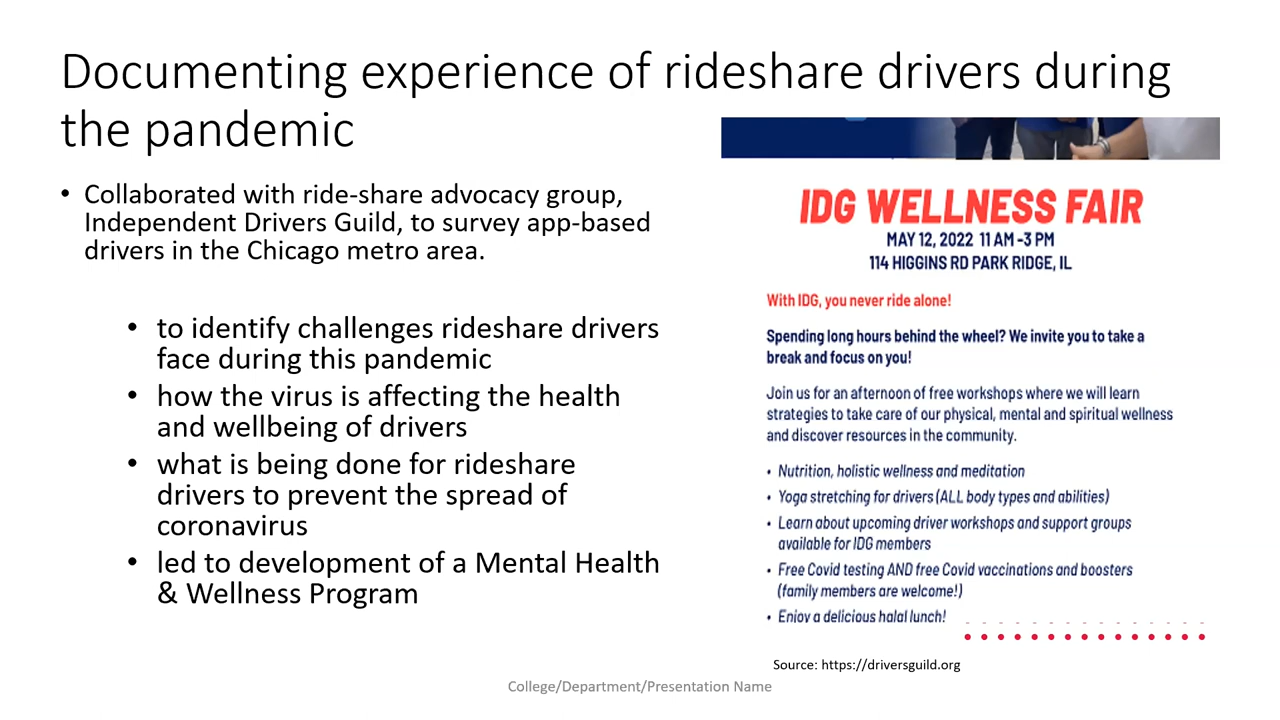 Documenting experience of rideshare drivers during
the pandemic
• Collaborated with ride-share advocacy group,
Independent Drivers Guild, to survey app-based
drivers in the Chicago metro area.
• to identify challenges rideshare drivers
face during this pandemic
• how the virus is affecting the health
and wellbeing of drivers
• what is being done for rideshare
drivers to prevent the spread of
coronavirus
• led to development of a Mental Health
& Wellness Program
IDG WELLNESS FAIR
MAY 12, 2022 11 AM-3 PM
114 HIGGINS RD PARK RIDGE, IL
With IDG, you never ride alone!
Spending long hours behind the wheel? We invite you to take a
break and focus on you!
Join us for an afternoon of free workshops where we will learn
strategies to take care of our physical, mental and spiritual wellness
and discover resources in the community.
• Nutrition, holistic wellness and meditation
• Yoga stretching for drivers (ALL body types and abilities)
• Learn about upcoming driver workshops and support groups
available for IDG members
• Free Covid testing AND free Covid vaccinations and boosters
(family members are welcome!)
• Enjoy a delicious halal lunch!
Source: https://driversguild.org
College/Department/Presentation Name